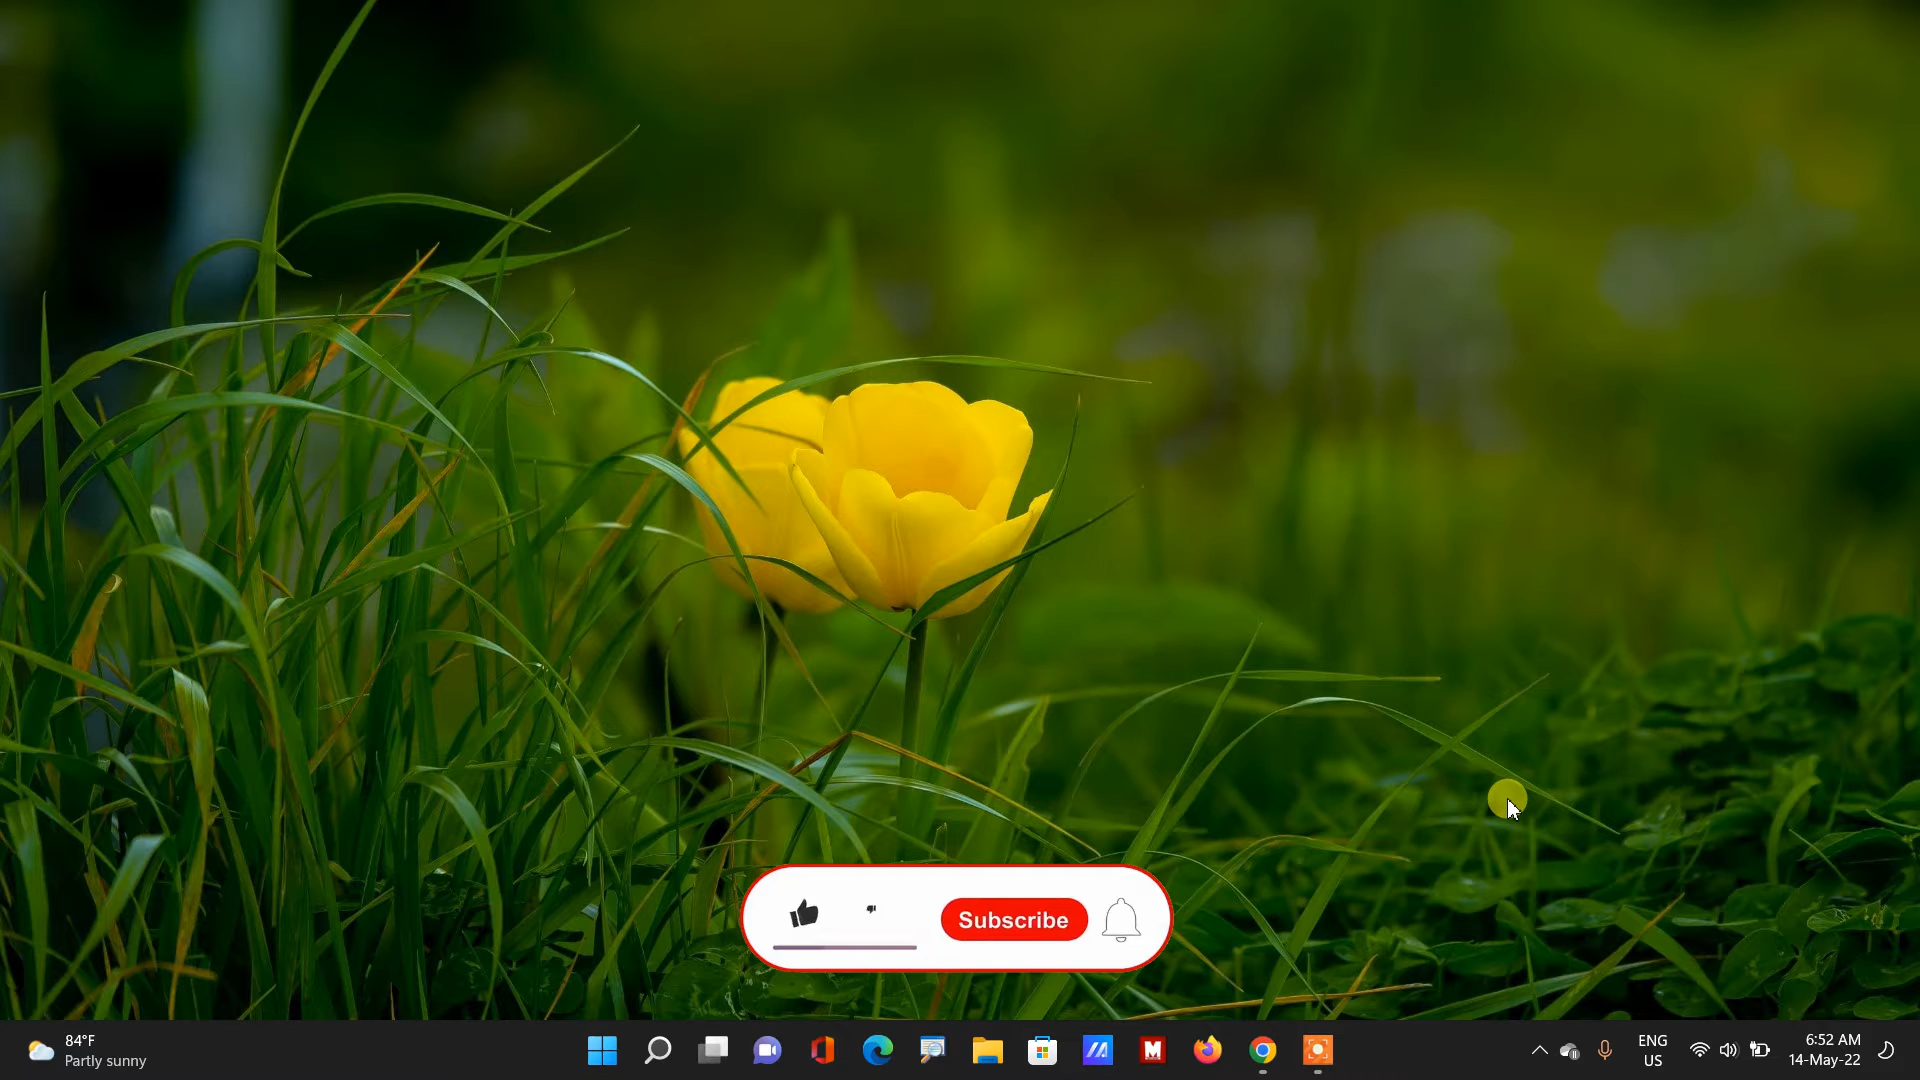 Subscribe
84°F
Partly sunny
M
ENG
US
6:52 AM
14-May-22